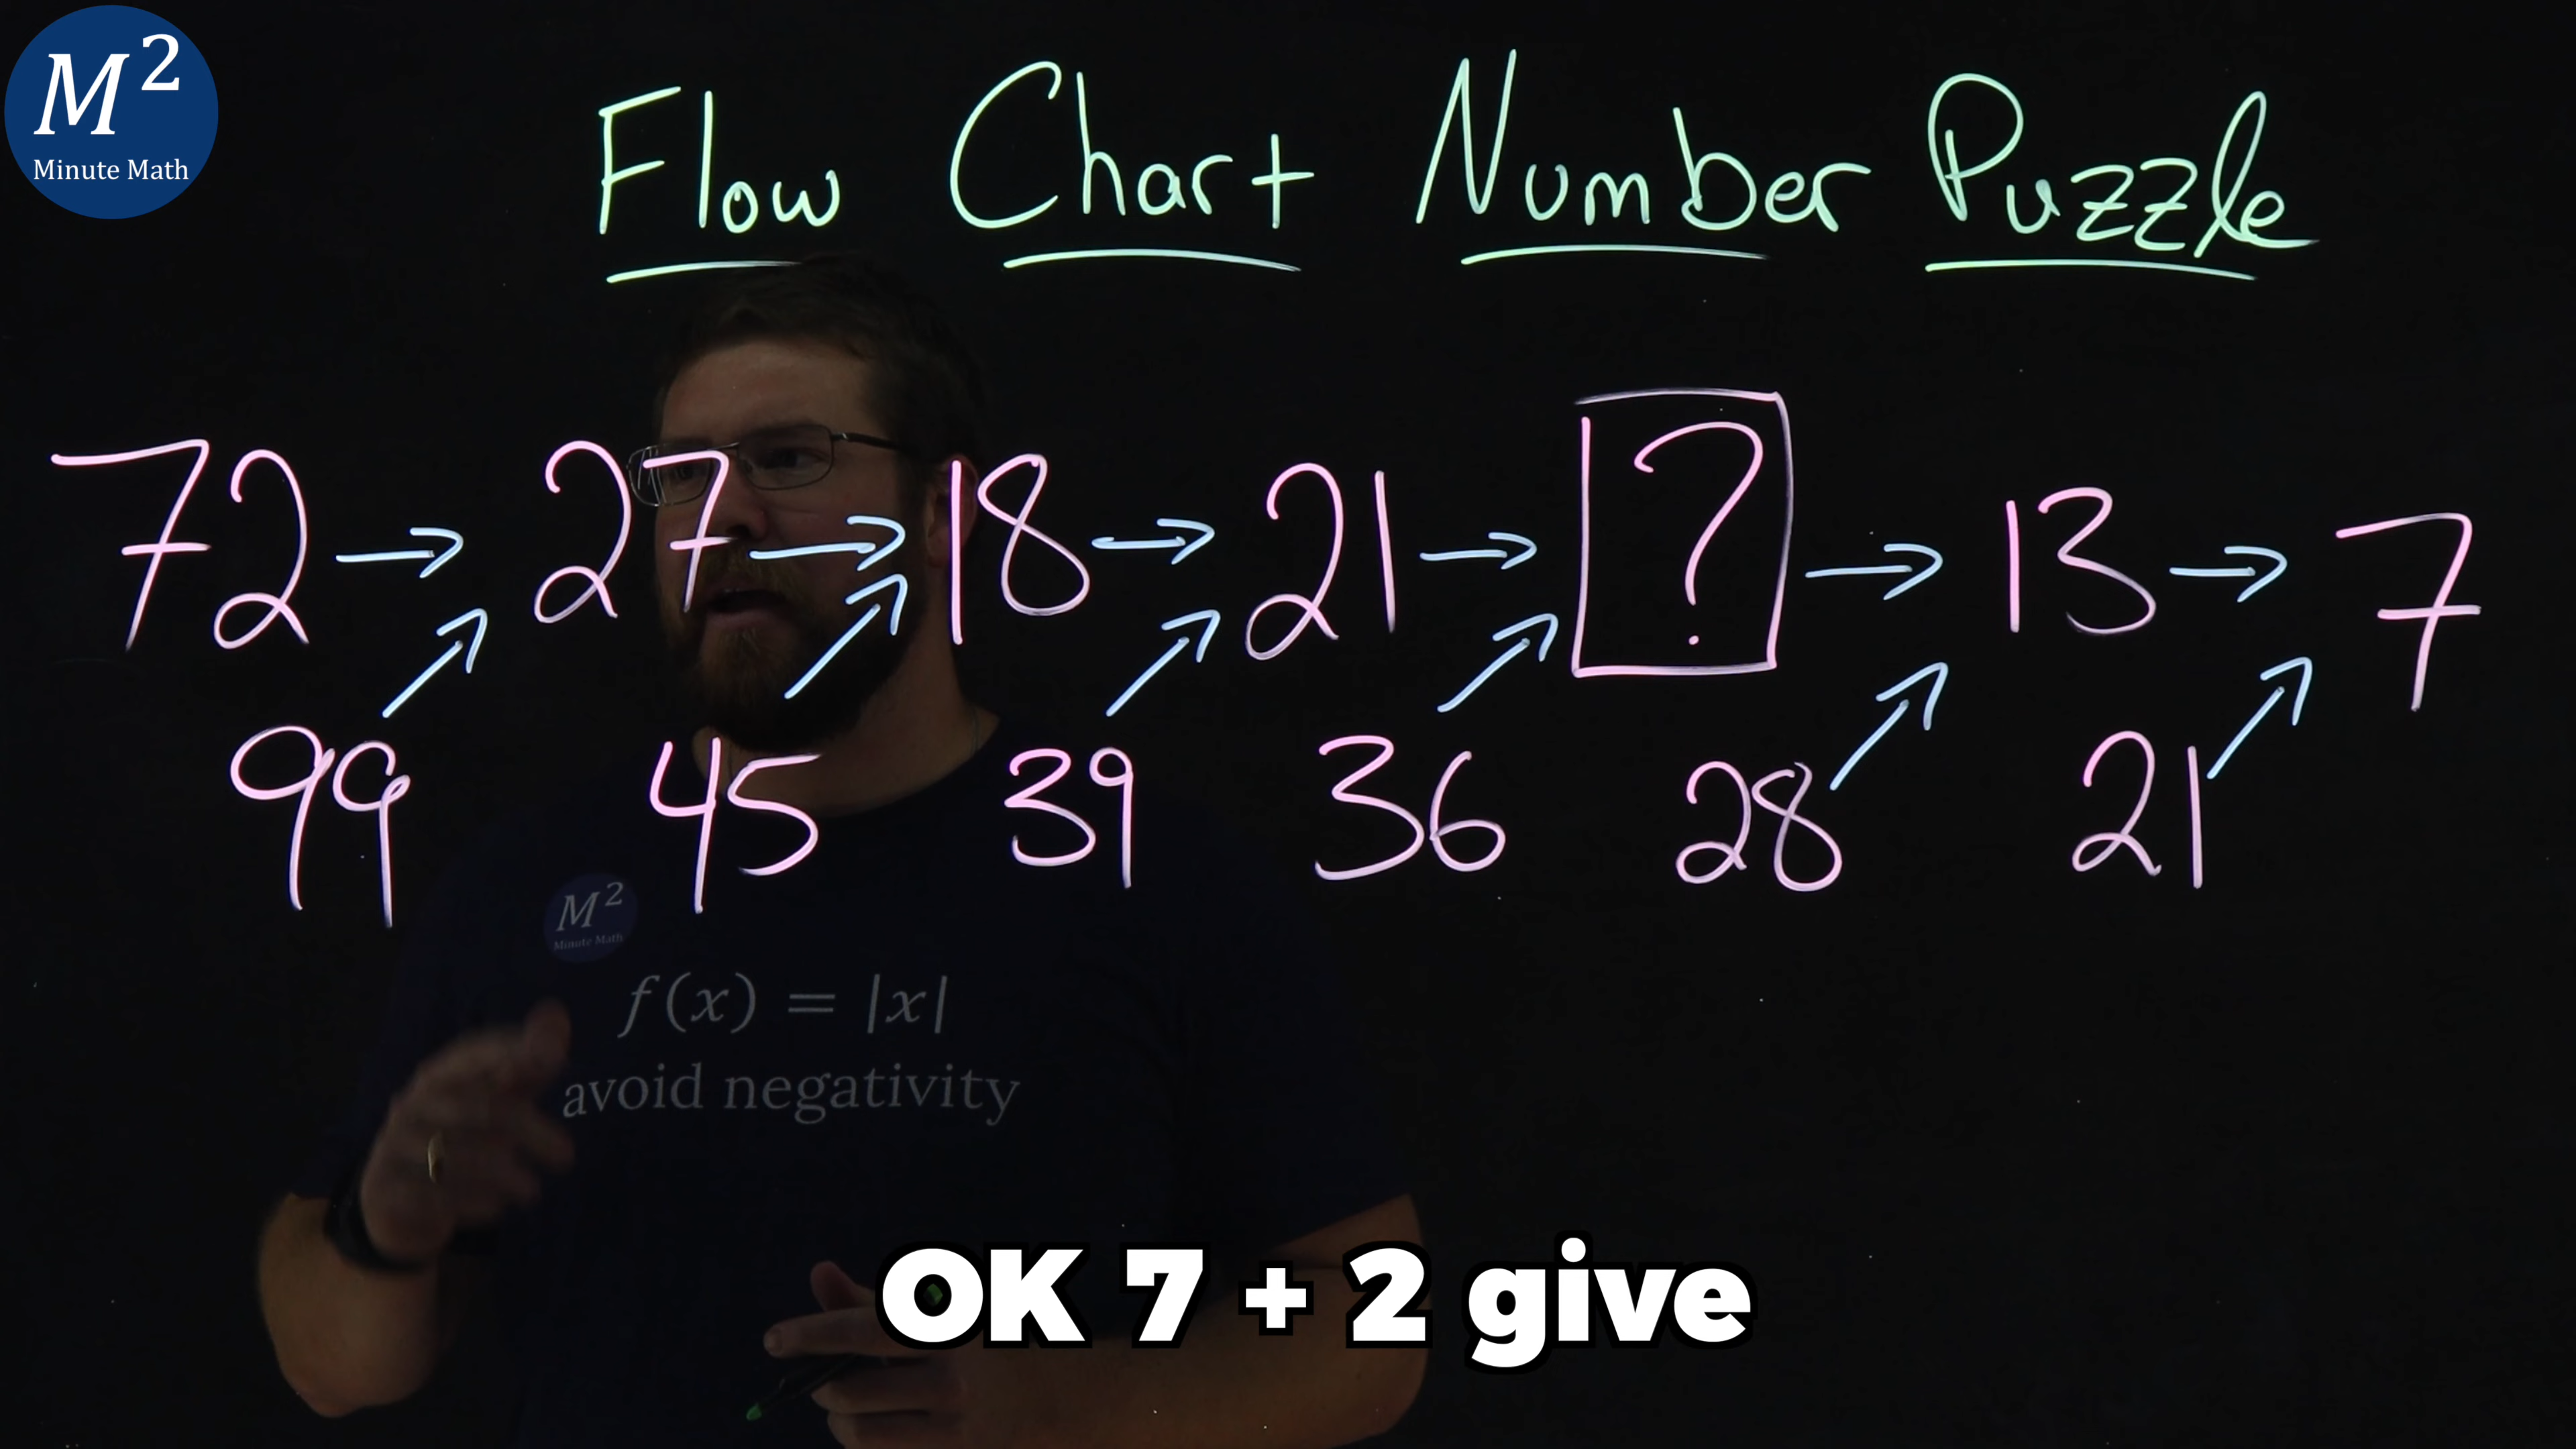 M²
Minute Math
Flow Chart Number Puzzle
72 → 27 → 18 → 21 → ? → 13 → 7
99 45 39 36 28 21
M²
Minute Math
f(x) = |x|
avoid negativity
OK 7 + 2 give